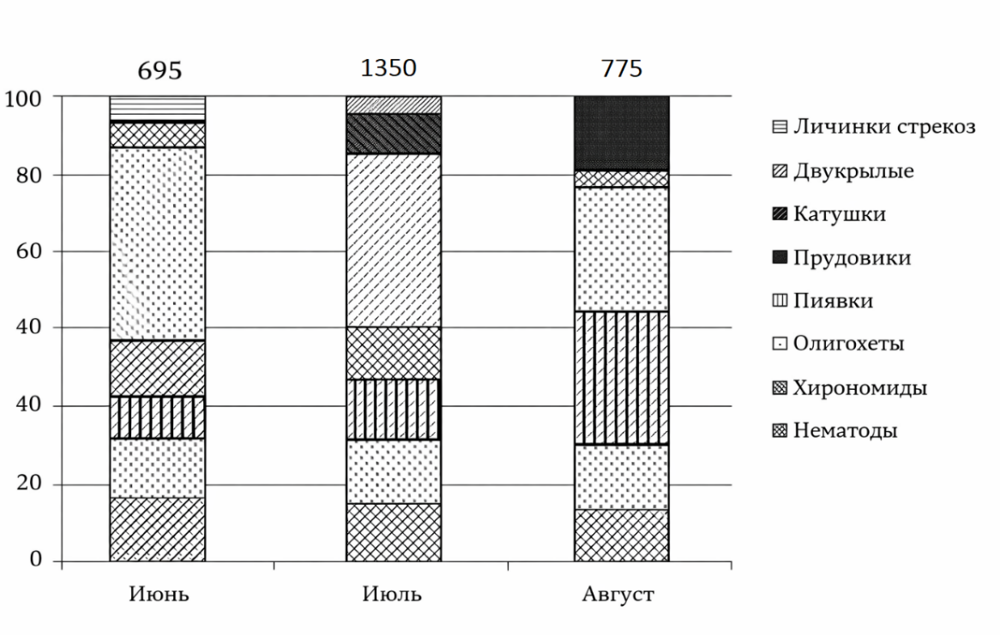 695 1350 775
100
80
60
40
40
20
0
Июнь Июль Август
Личинки стрекоз
Двукрылые
Катушки
Прудовики
Пиявки
Олигохеты
Хирономиды
Нематоды